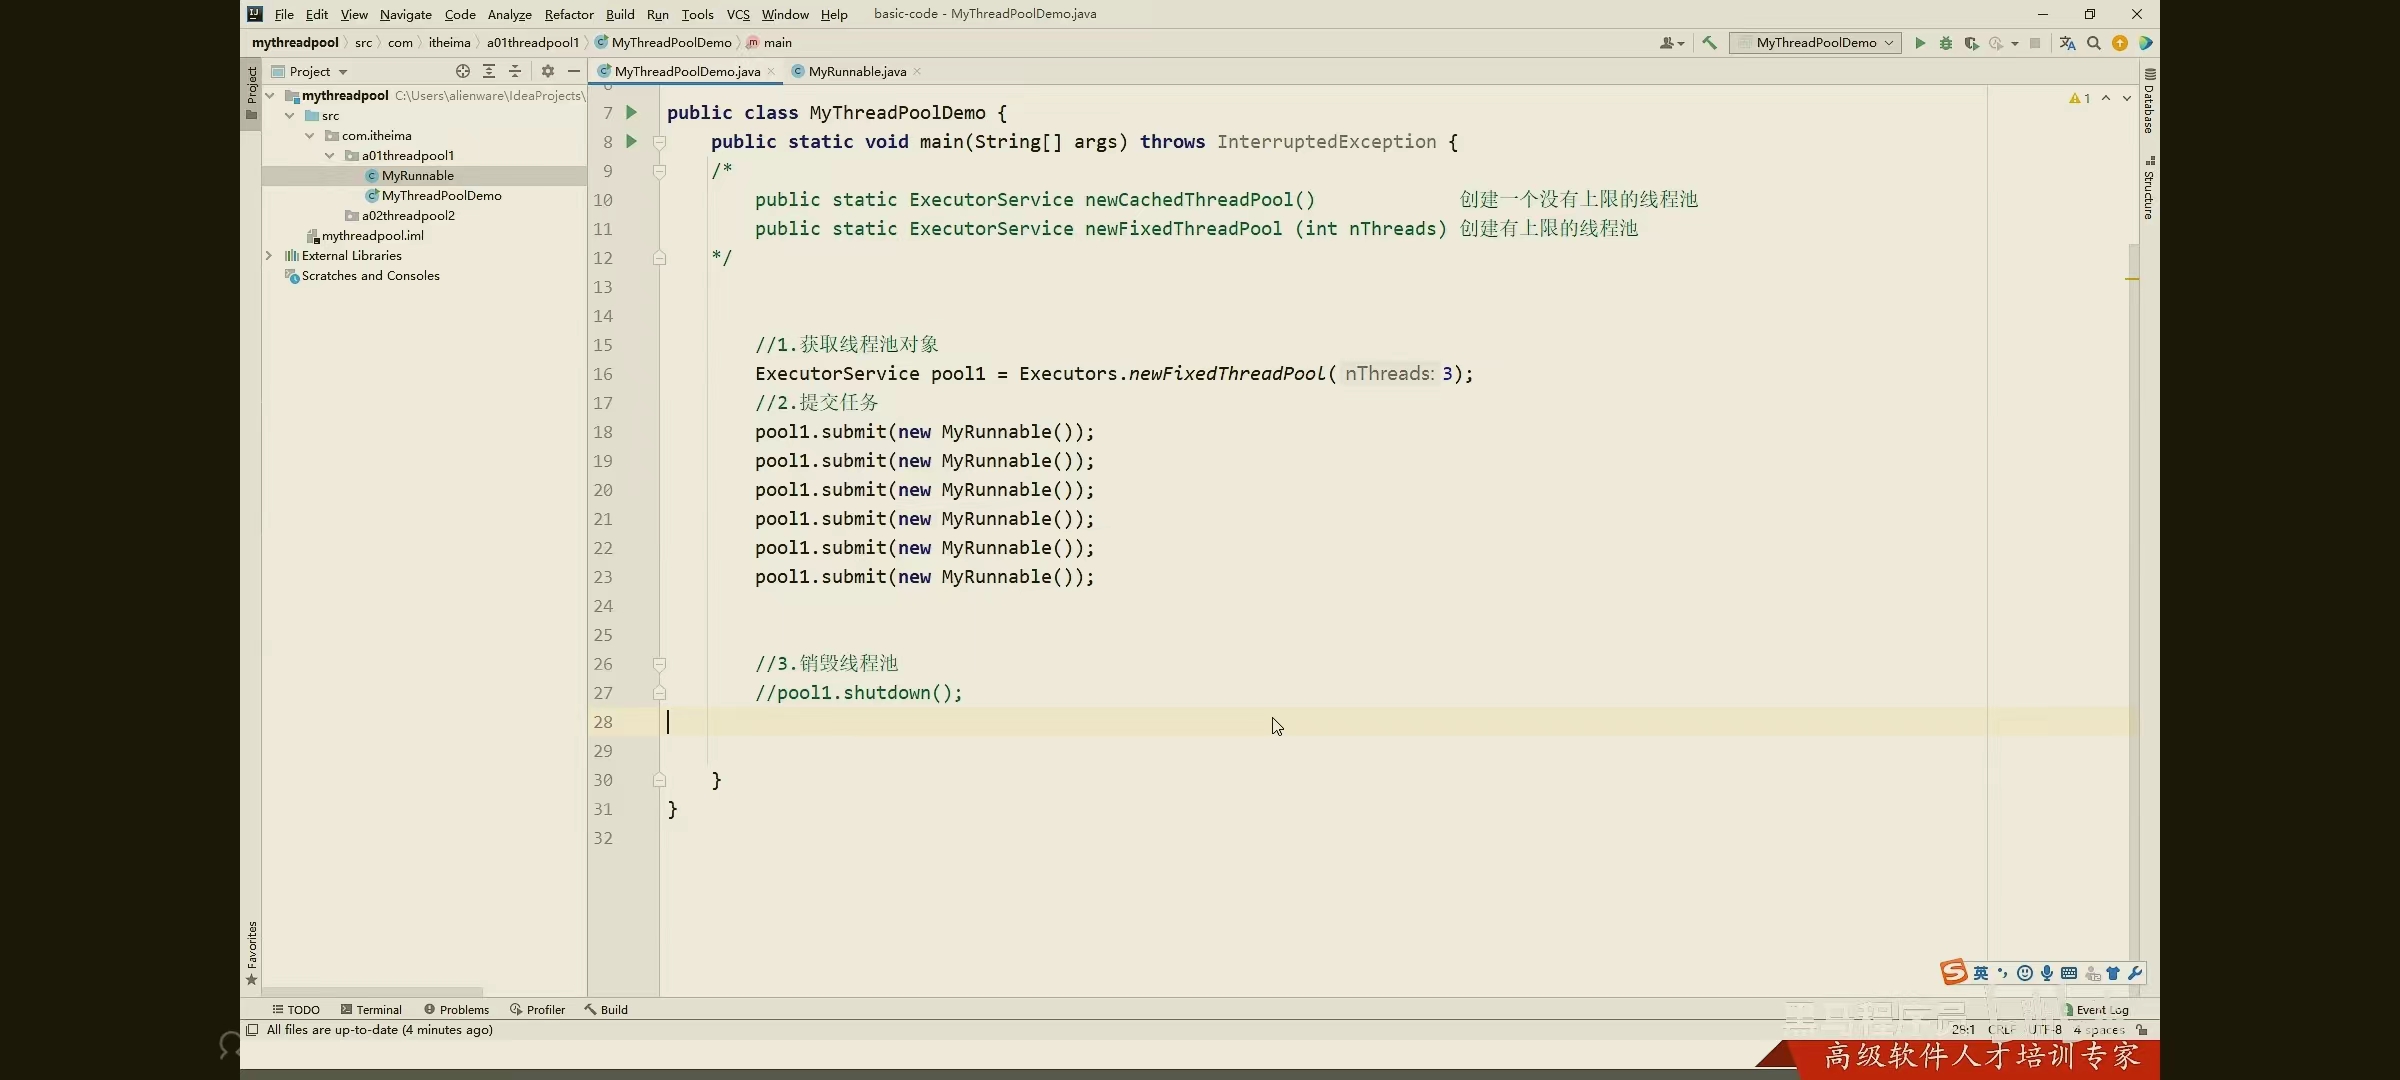 File Edit View Navigate Code Analyze Refactor Build Run Tools VCS Window Help basic-code - MyThreadPoolDemo.java
mythreadpool src com itheima a01threadpool1 MyThreadPoolDemo main
MyThreadPoolDemo
Project
MyThreadPoolDemo.java
MyRunnable.java
Project
mythreadpool C:\Users\alienware\IdeaProjects\
src
com.itheima
a01threadpool1
MyRunnable
MyThreadPoolDemo
a02threadpool2
mythreadpool.iml
External Libraries
Scratches and Consoles
Favorites
6
7 public class MyThreadPoolDemo {
8 public static void main(String[] args) throws InterruptedException {
9 /*
10 public static ExecutorService newCachedThreadPool() 创建一个没有上限的线程池
11 public static ExecutorService newFixedThreadPool (int nThreads) 创建有上限的线程池
12 */
13
14
15 //1.获取线程池对象
16 ExecutorService pool1 = Executors.newFixedThreadPool( nThreads: 3);
17 //2.提交任务
18 pool1.submit(new MyRunnable());
19 pool1.submit(new MyRunnable());
20 pool1.submit(new MyRunnable());
21 pool1.submit(new MyRunnable());
22 pool1.submit(new MyRunnable());
23 pool1.submit(new MyRunnable());
24
25
26 //3.销毁线程池
27 //pool1.shutdown();
28
29
30 }
31 }
32
1
Database
Structure
英
TODO Terminal Problems Profiler Build
Event Log
All files are up-to-date (4 minutes ago)
28:1 CRLF UTF-8 4 spaces
黑马程序员
高级软件人才培训专家